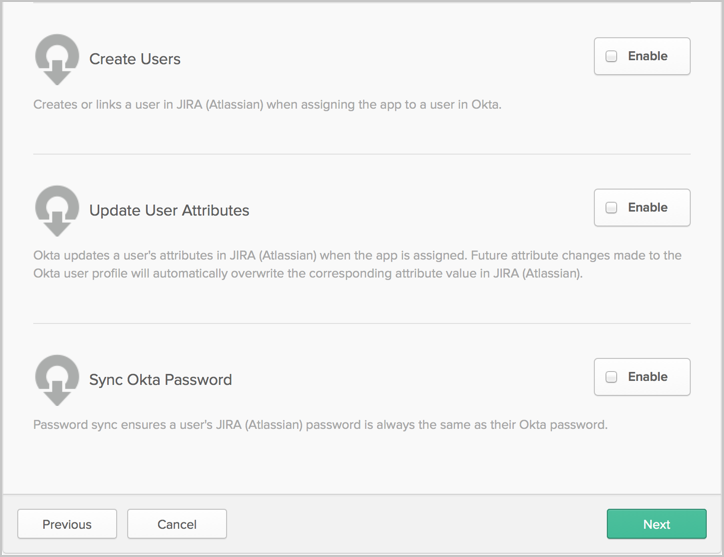 Create Users
Enable
Creates or links a user in JIRA (Atlassian) when assigning the app to a user in Okta.
Update User Attributes
Enable
Okta updates a user's attributes in JIRA (Atlassian) when the app is assigned. Future attribute changes made to the
Okta user profile will automatically overwrite the corresponding attribute value in JIRA (Atlassian).
Sync Okta Password
Enable
Password sync ensures a user's JIRA (Atlassian) password is always the same as their Okta password.
Previous
Cancel
Next